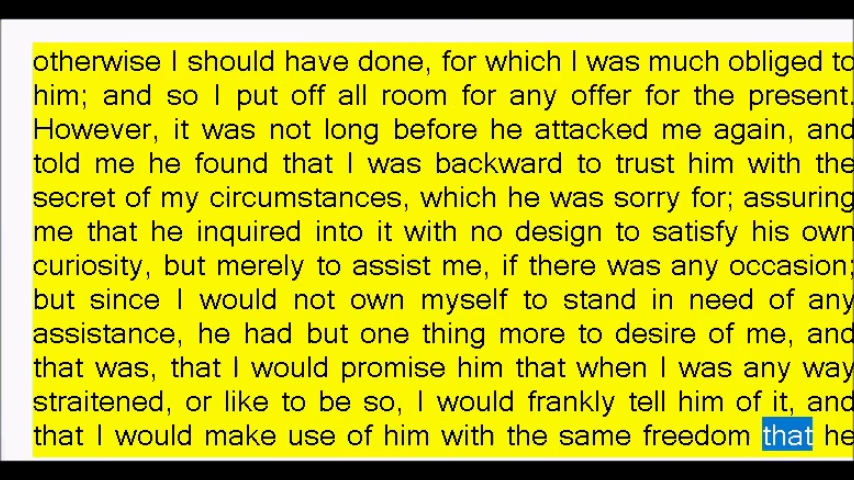 otherwise I should have done, for which I was much obliged to
him; and so I put off all room for any offer for the present.
However, it was not long before he attacked me again, and
told me he found that I was backward to trust him with the
secret of my circumstances, which he was sorry for; assuring
me that he inquired into it with no design to satisfy his own
curiosity, but merely to assist me, if there was any occasion;
but since I would not own myself to stand in need of any
assistance, he had but one thing more to desire of me, and
that was, that I would promise him that when I was any way
straitened, or like to be so, I would frankly tell him of it, and
that I would make use of him with the same freedom that he